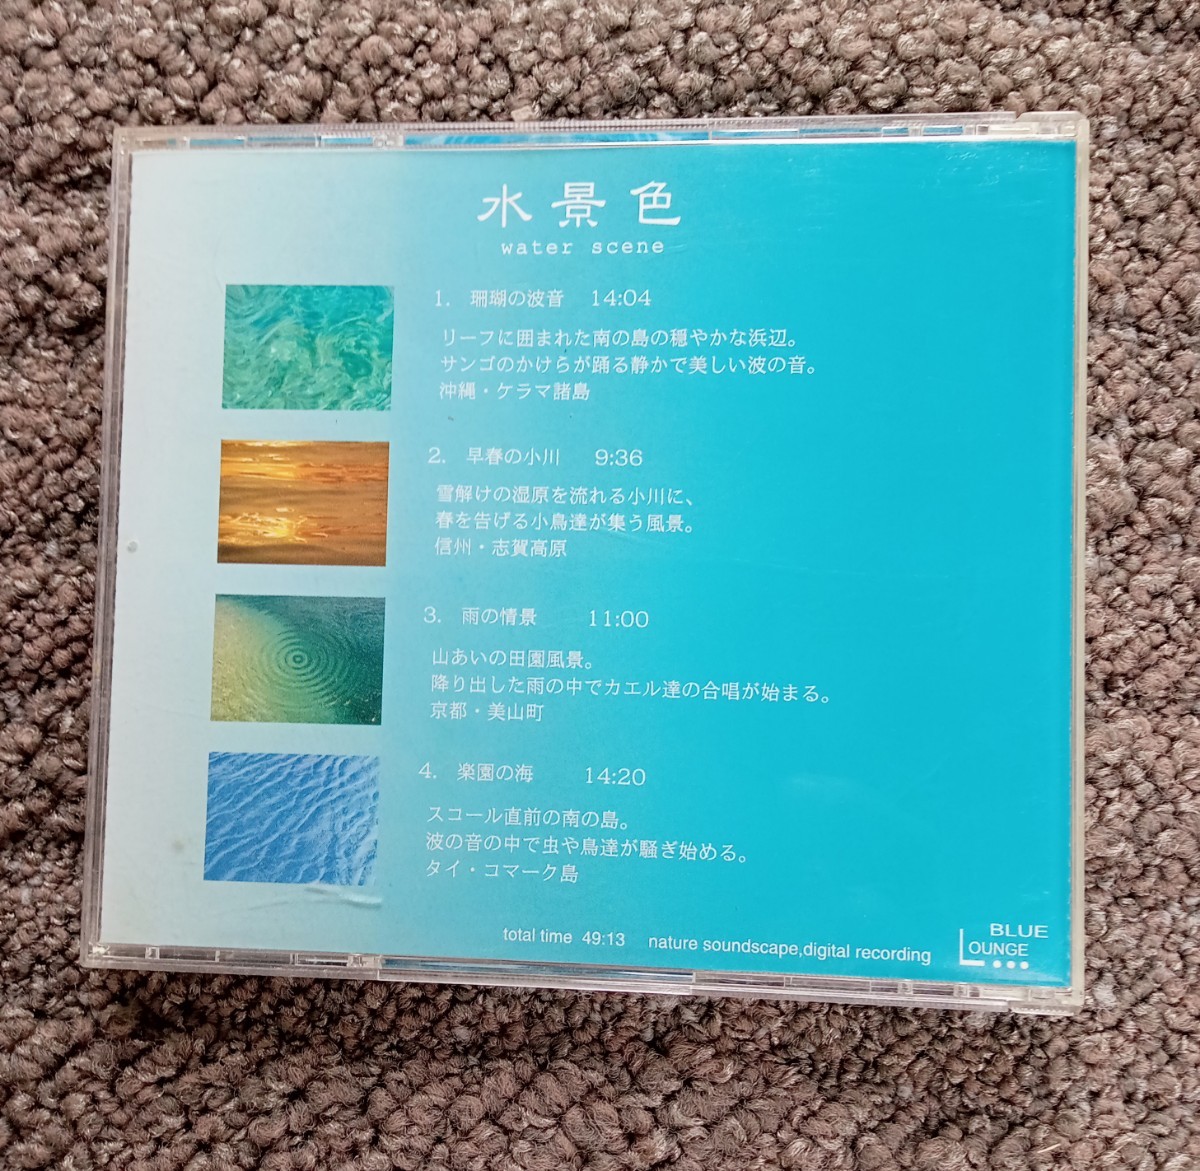 水景色
water scene
1. 珊瑚の波音 14:04
リーフに囲まれた南の島の穏やかな浜辺。
サンゴのかけらが踊る静かで美しい波の音。
沖縄・ケラマ諸島
2. 早春の小川 9:36
雪解けの湿原を流れる小川に、
春を告げる小鳥達が集う風景。
信州・志賀高原
3. 雨の情景 11:00
山あいの田園風景。
降り出した雨の中でカエル達の合唱が始まる。
京都・美山町
4. 楽園の海 14:20
スコール直前の南の島。
波の音の中で虫や鳥達が騒ぎ始める。
タイ・コマーク島
total time 49:13 nature soundscape,digital recording
BLUE
LOUNGE